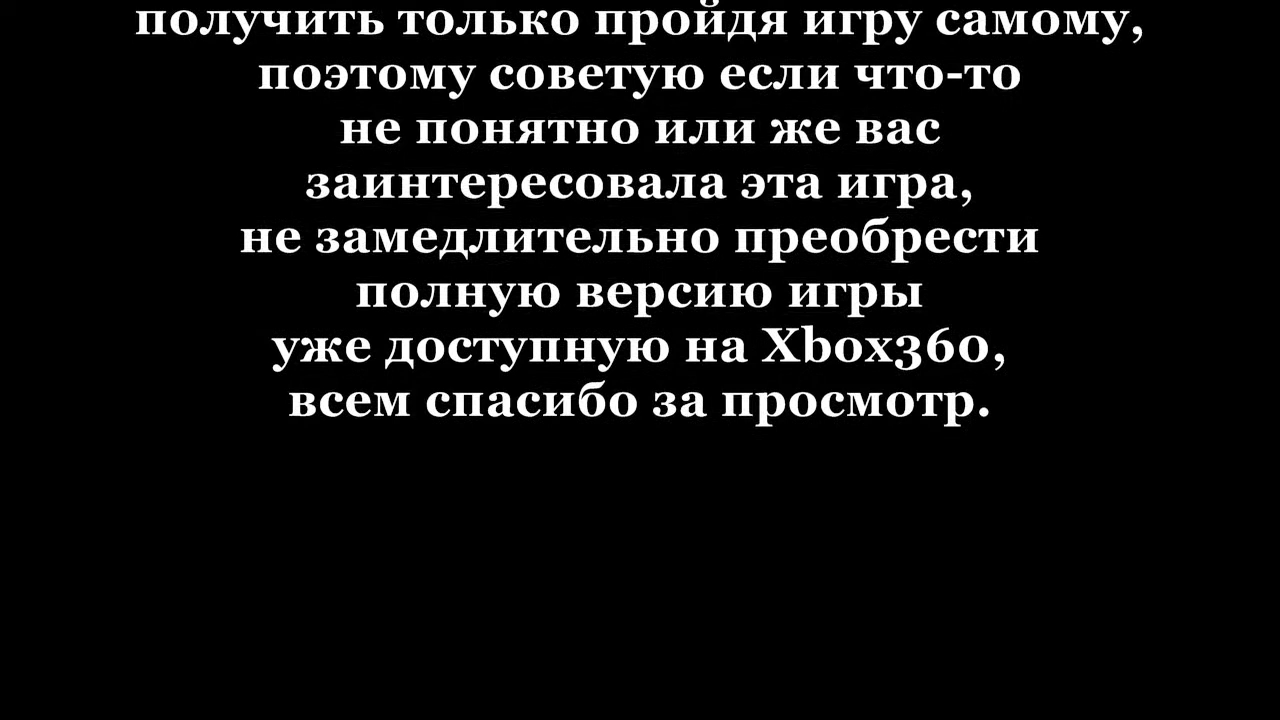 получить только пройдя игру самому,
поэтому советую если что-то
не понятно или же вас
заинтересовала эта игра,
не замедлительно преобрести
полную версию игры
уже доступную на Xbox360,
всем спасибо за просмотр.